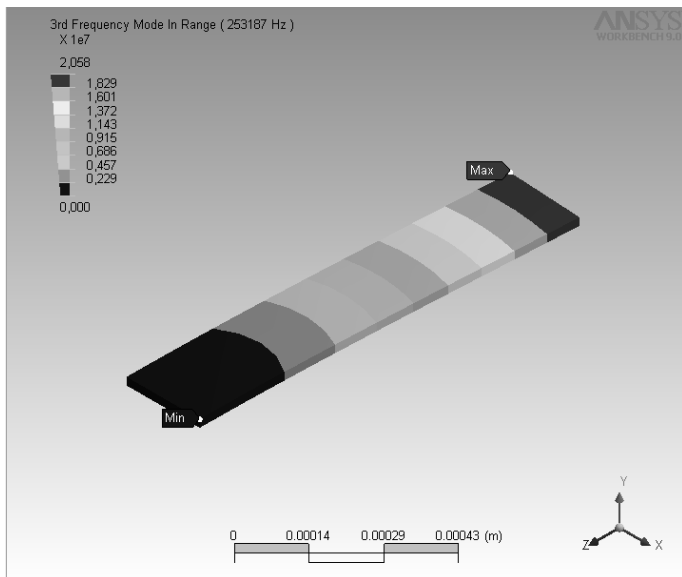 3rd Frequency Mode In Range ( 253187 Hz )
X 1e7
ANSYS
WORKBENCH 9.0
2,058
1,829
1,601
1,372
1,143
0,915
0,686
0,457
0,229
0,000
Max
Min
Y
Z X
0 0.00014 0.00029 0.00043 (m)